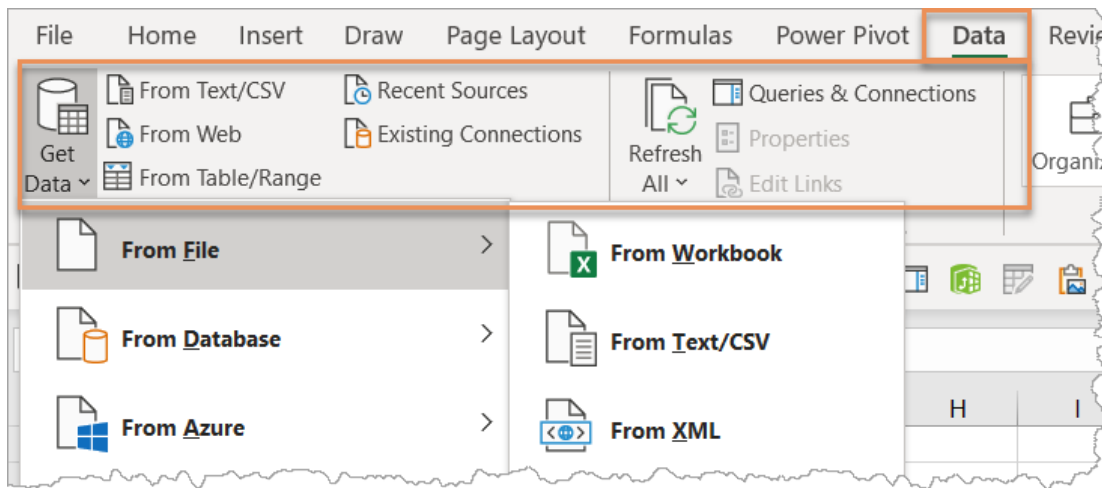 File Home Insert Draw Page Layout Formulas Power Pivot Data Revie
From Text/CSV Recent Sources Queries & Connections
From Web Existing Connections Properties
Get Data
From Table/Range
Refresh All
Edit Links
Organiz
From File From Workbook
From Database From Text/CSV
H I
From Azure From XML